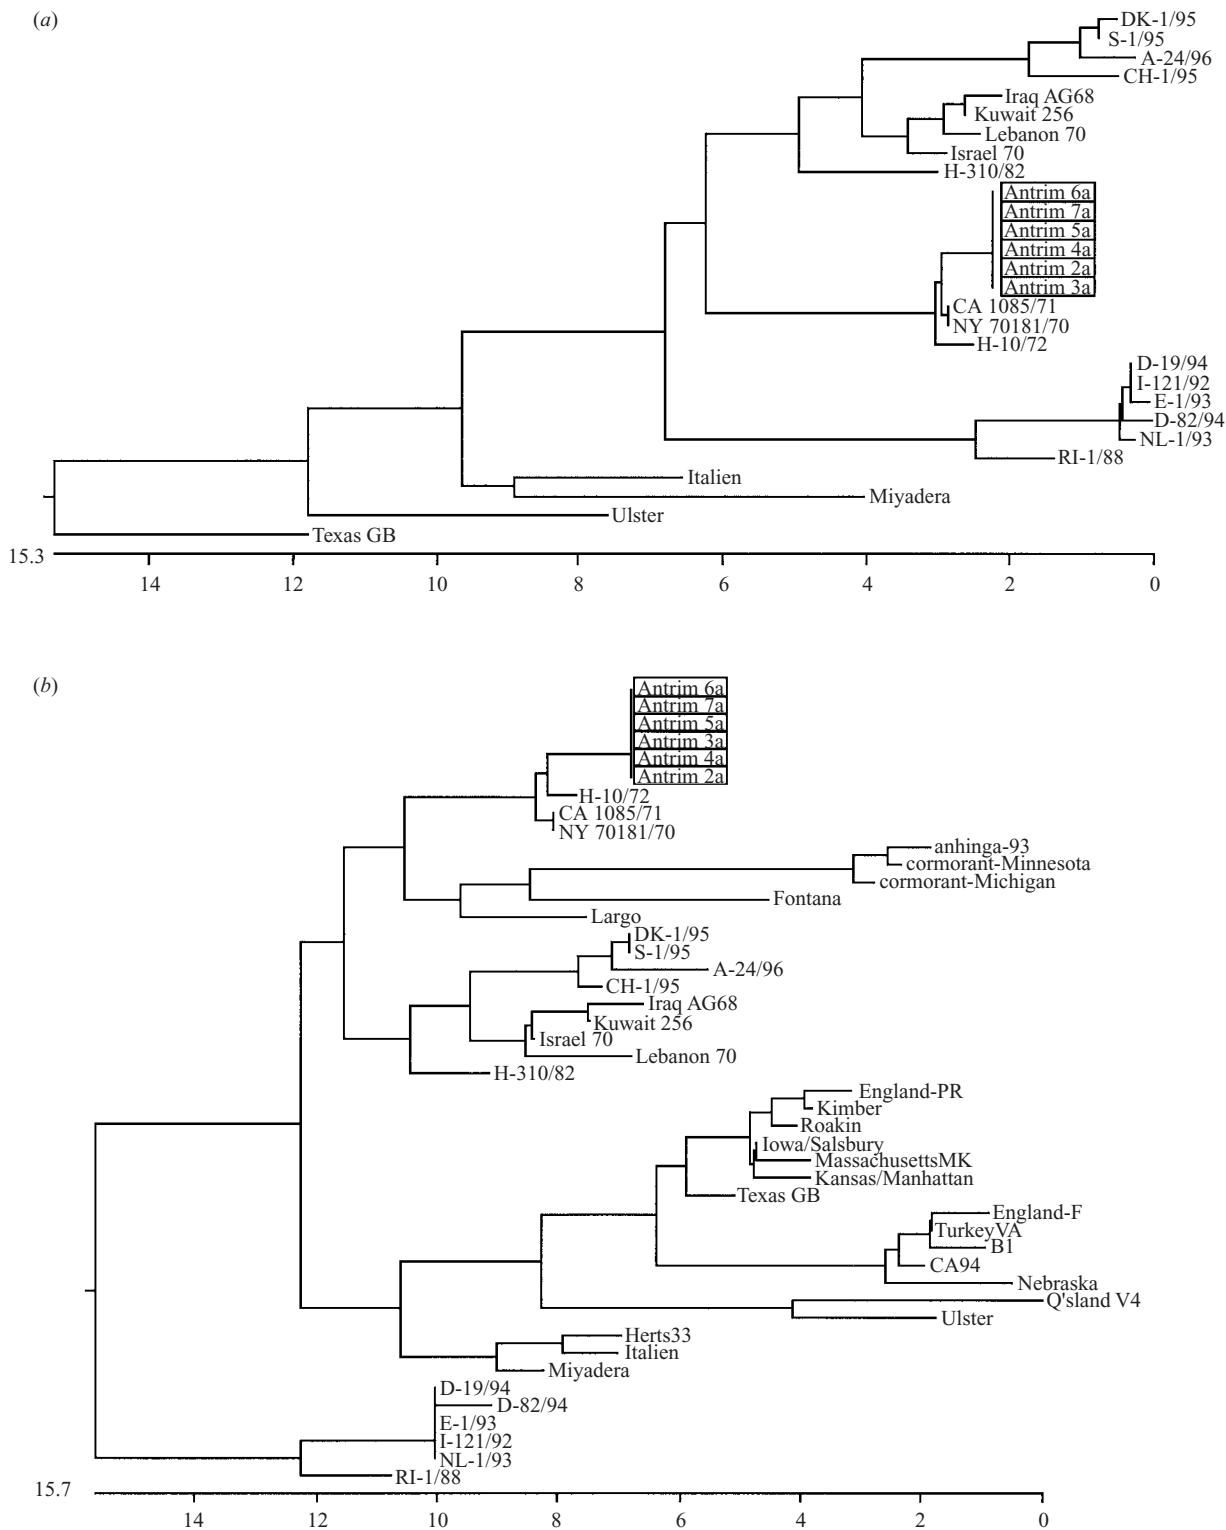 (a)
DK-1/95
S-1/95
A-24/96
CH-1/95
Iraq AG68
Kuwait 256
Lebanon 70
Israel 70
H-310/82
Antrim 6a
Antrim 7a
Antrim 5a
Antrim 4a
Antrim 2a
Antrim 3a
CA 1085/71
NY 70181/70
H-10/72
D-19/94
I-121/92
E-1/93
D-82/94
NL-1/93
RI-1/88
Italien
Miyadera
Ulster
Texas GB
15.3
14 12 10 8 6 4 2 0
(b)
Antrim 6a
Antrim 7a
Antrim 5a
Antrim 3a
Antrim 4a
Antrim 2a
H-10/72
CA 1085/71
NY 70181/70
anhinga-93
cormorant-Minnesota
cormorant-Michigan
Fontana
Largo
DK-1/95
S-1/95
A-24/96
CH-1/95
Iraq AG68
Kuwait 256
Israel 70
Lebanon 70
H-310/82
England-PR
Kimber
Roakin
Iowa/Salsbury
MassachusettsMK
Kansas/Manhattan
Texas GB
England-F
TurkeyVA
B1
CA94
Nebraska
Q'sland V4
Ulster
Herts33
Italien
Miyadera
D-19/94
D-82/94
E-1/93
I-121/92
NL-1/93
RI-1/88
15.7
14 12 10 8 6 4 2 0